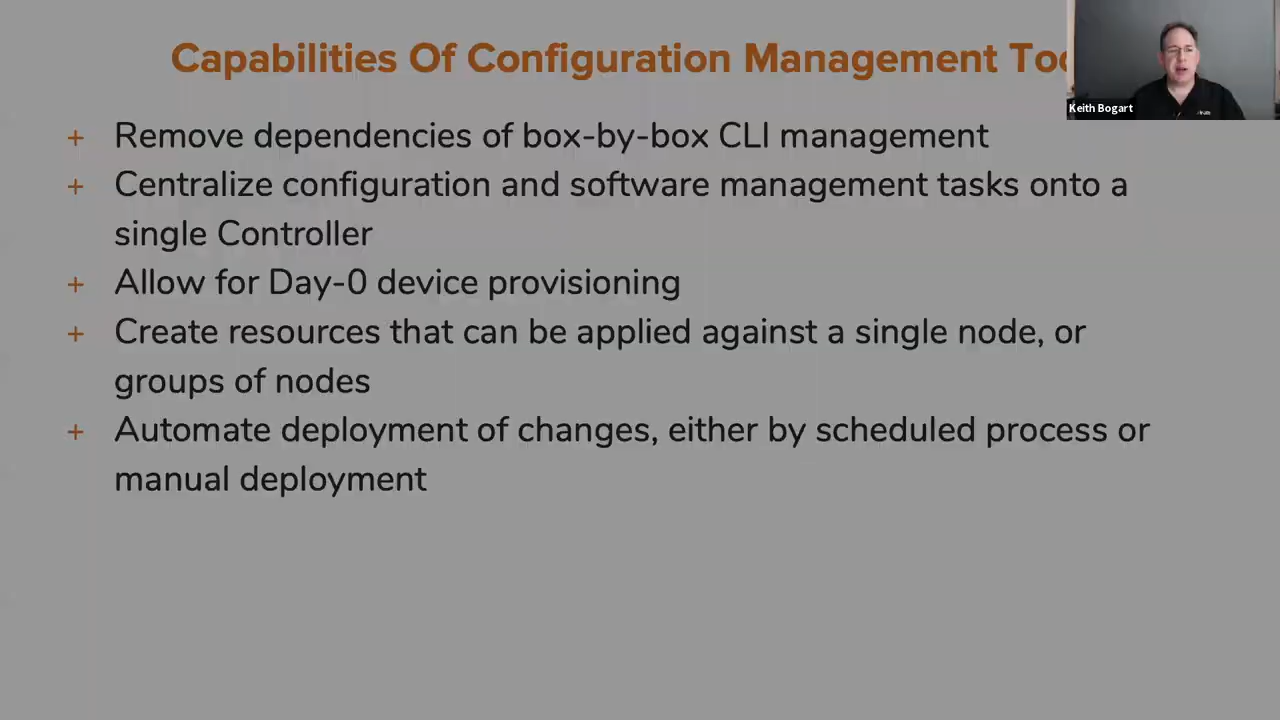 Capabilities Of Configuration Management
Keith Bogart
+ Remove dependencies of box-by-box CLI management
+ Centralize configuration and software management tasks onto a
single Controller
+ Allow for Day-0 device provisioning
+ Create resources that can be applied against a single node, or
groups of nodes
+ Automate deployment of changes, either by scheduled process or
manual deployment